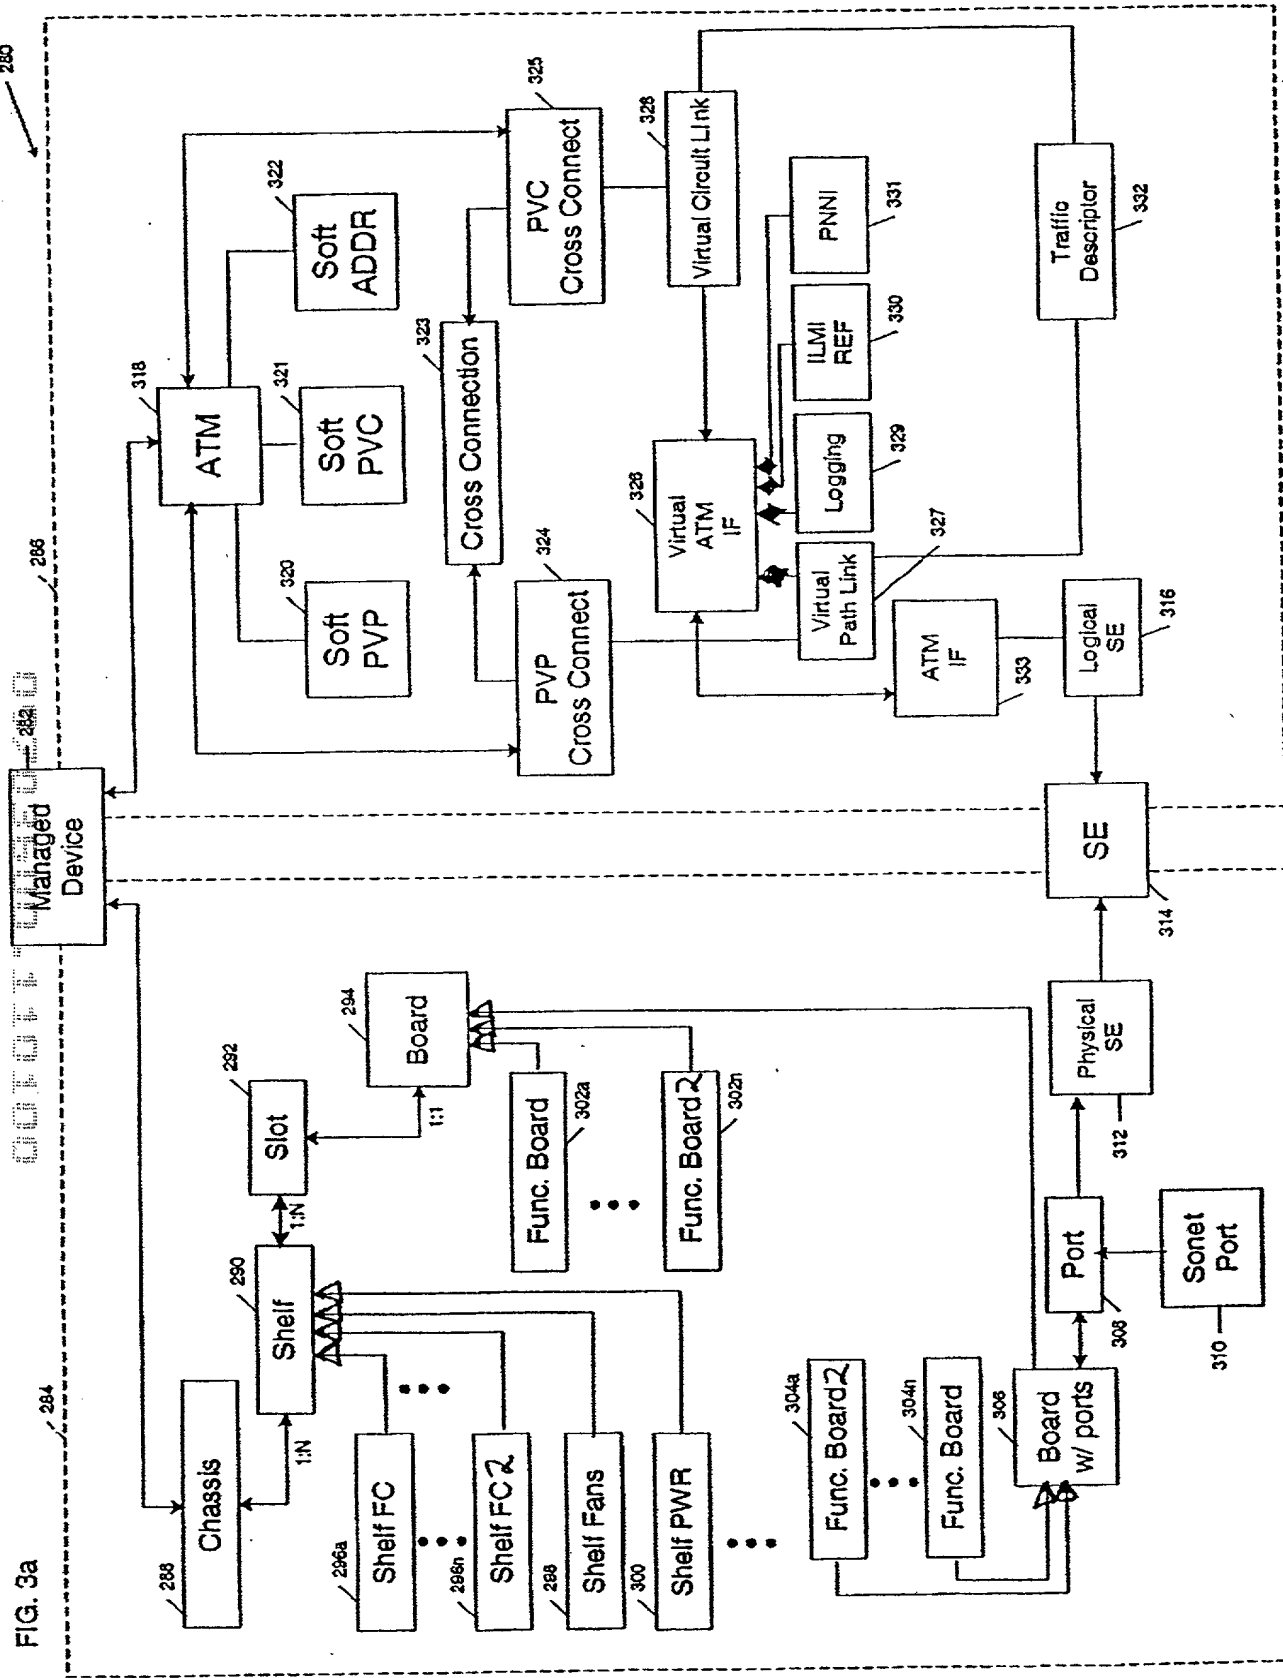 FIG. 3a
280
282
Managed
Device
284
286
288
Chassis
1:N
290
Shelf
1:N
292
Slot
294
Board
1:1
296a
Shelf FC
296n
Shelf FC2
298
Shelf Fans
300
Shelf PWR
Func. Board
302a
Func. Board2
302n
304a
Func. Board2
304n
Func. Board
306
Board
w/ ports
Port
308
Sonet
Port
310
Physical
SE
312
SE
314
318
ATM
320
Soft
PVP
321
Soft
PVC
322
Soft
ADDR
323
Cross Connection
324
PVP
Cross Connect
325
PVC
Cross Connect
326
Virtual
ATM
IF
328
Virtual Circuit Link
Virtual
Path Link
327
Logging
329
ILMI
REF
330
PNNI
331
Traffic
Descriptor
332
ATM
IF
333
Logical
SE
316